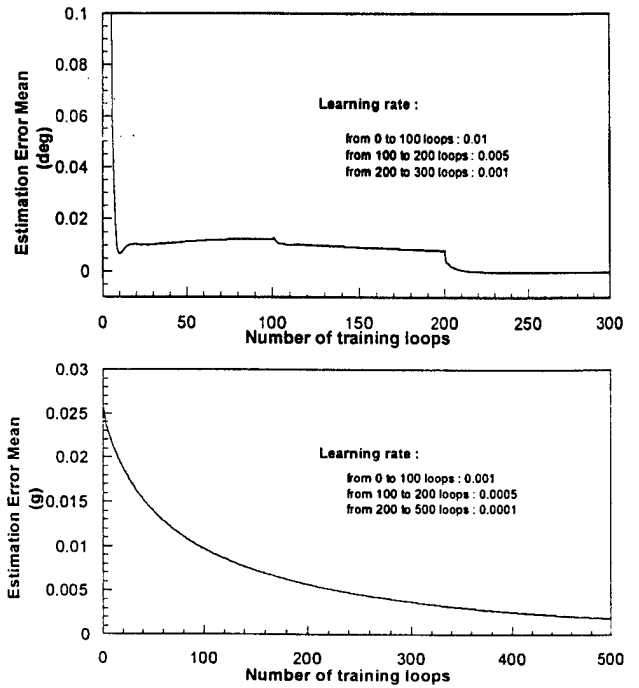 0.1
0.08
0.06
0.04
0.02
0
Estimation Error Mean
(deg)
Learning rate :
from 0 to 100 loops : 0.01
from 100 to 200 loops : 0.005
from 200 to 300 loops : 0.001
0 50 100 150 200 250 300
Number of training loops
0.03
0.025
0.02
0.015
0.01
0.005
0
Estimation Error Mean
(g)
Learning rate :
from 0 to 100 loops : 0.001
from 100 to 200 loops : 0.0005
from 200 to 500 loops : 0.0001
0 100 200 300 400 500
Number of training loops